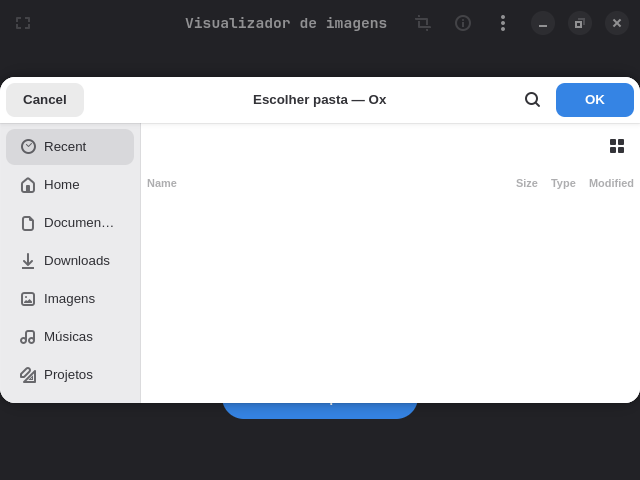 Visualizador de imagens
Cancel
Escolher pasta — Ox
OK
Recent
Home
Documen…
Downloads
Imagens
Músicas
Projetos
Name
Size
Type
Modified